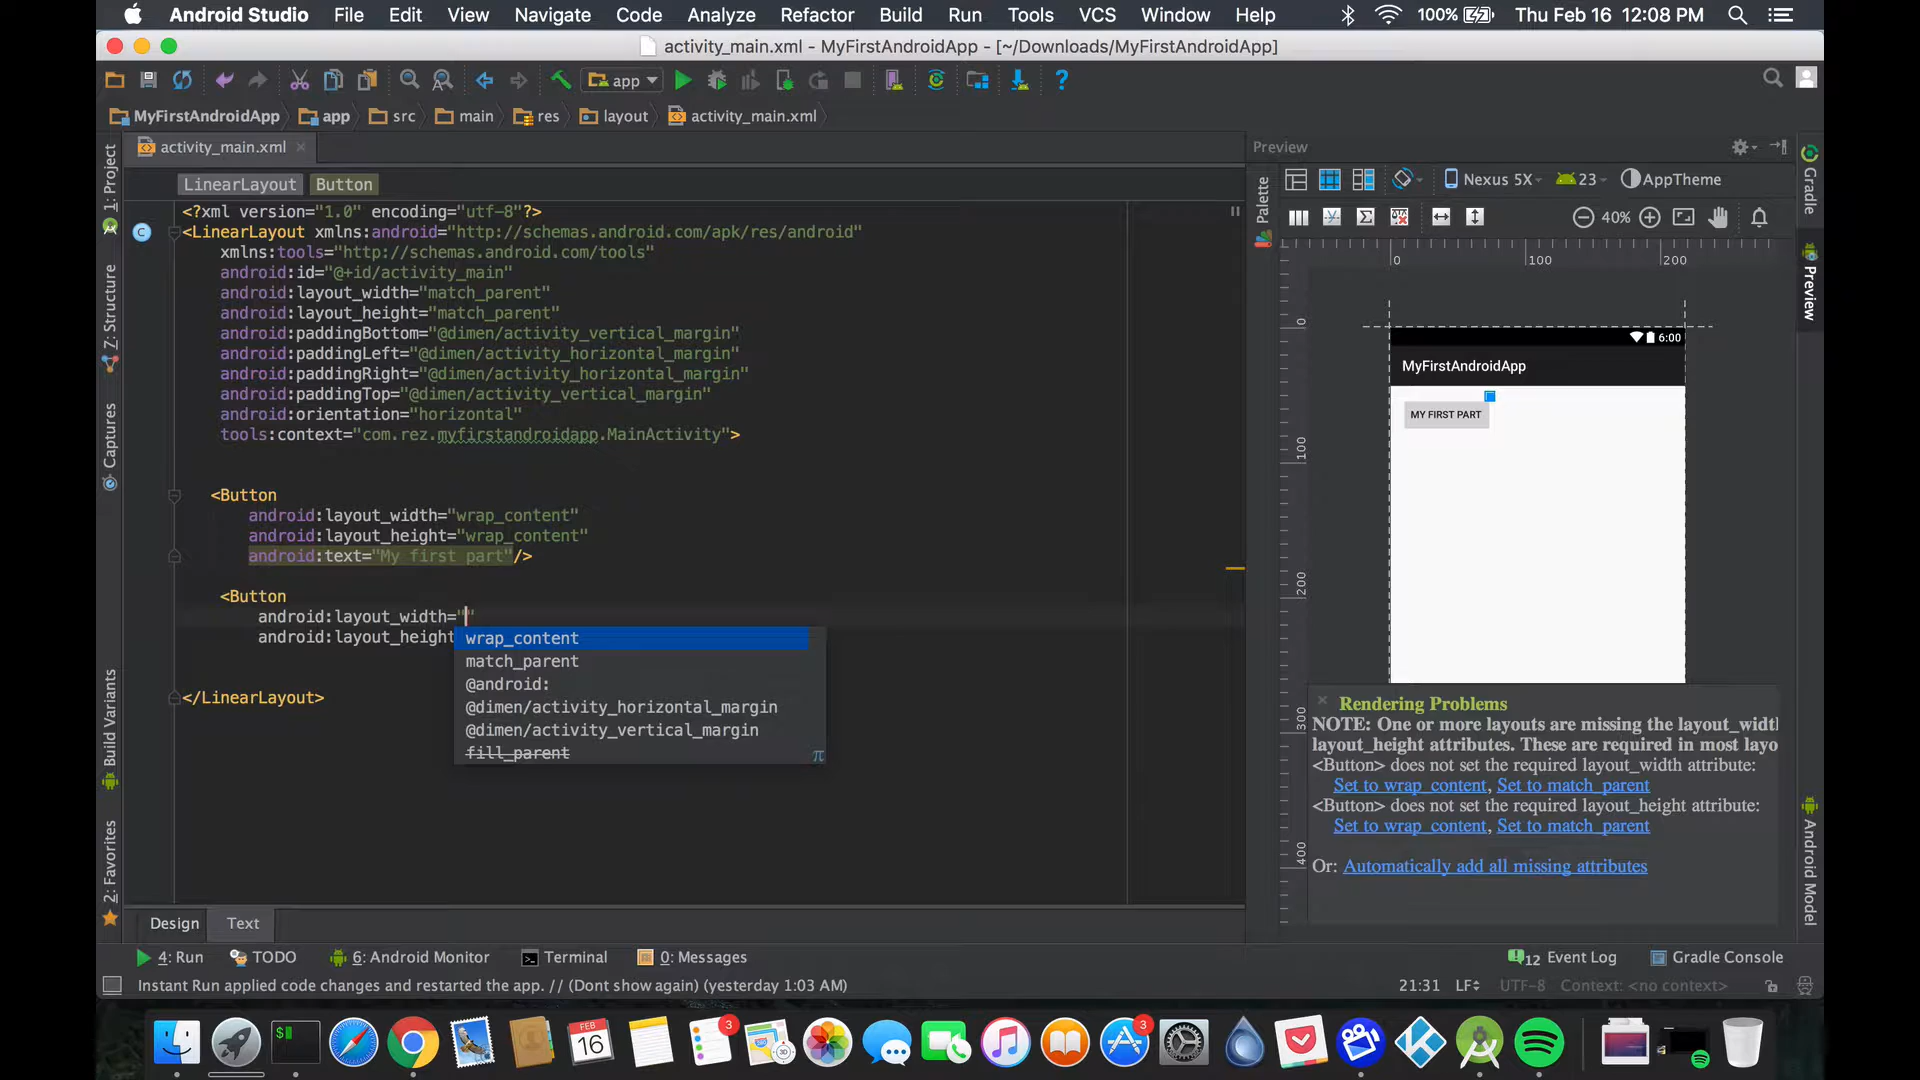 Android Studio File Edit View Navigate Code Analyze Refactor Build Run Tools VCS Window Help 100% Thu Feb 16 12:08 PM
activity_main.xml - MyFirstAndroidApp - [~/Downloads/MyFirstAndroidApp]
app
MyFirstAndroidApp app src main res layout activity_main.xml
activity_main.xml
LinearLayout Button
<?xml version="1.0" encoding="utf-8"?>
<LinearLayout xmlns:android="http://schemas.android.com/apk/res/android"
xmlns:tools="http://schemas.android.com/tools"
android:id="@+id/activity_main"
android:layout_width="match_parent"
android:layout_height="match_parent"
android:paddingBottom="@dimen/activity_vertical_margin"
android:paddingLeft="@dimen/activity_horizontal_margin"
android:paddingRight="@dimen/activity_horizontal_margin"
android:paddingTop="@dimen/activity_vertical_margin"
android:orientation="horizontal"
tools:context="com.rez.myfirstandroidapp.MainActivity">
<Button
android:layout_width="wrap_content"
android:layout_height="wrap_content"
android:text="My first part"/>
<Button
android:layout_width=""
android:layout_height
wrap_content
match_parent
@android:
@dimen/activity_horizontal_margin
@dimen/activity_vertical_margin
fill_parent
π
</LinearLayout>
1: Project
7: Structure
Captures
Build Variants
2: Favorites
C
Preview
Nexus 5X 23 AppTheme
40%
Palette
0 100 200
0
100
200
300
400
6:00
MyFirstAndroidApp
MY FIRST PART
Rendering Problems
NOTE: One or more layouts are missing the layout_widt
layout_height attributes. These are required in most layo
<Button> does not set the required layout_width attribute:
Set to wrap_content, Set to match_parent
<Button> does not set the required layout_height attribute:
Set to wrap_content, Set to match_parent
Or: Automatically add all missing attributes
Gradle
Preview
Android Model
Design Text
4: Run TODO 6: Android Monitor Terminal 0: Messages 12 Event Log Gradle Console
Instant Run applied code changes and restarted the app. // (Dont show again) (yesterday 1:03 AM) 21:31 LF UTF-8 Context: <no context>
$
FEB
16
3
30
3